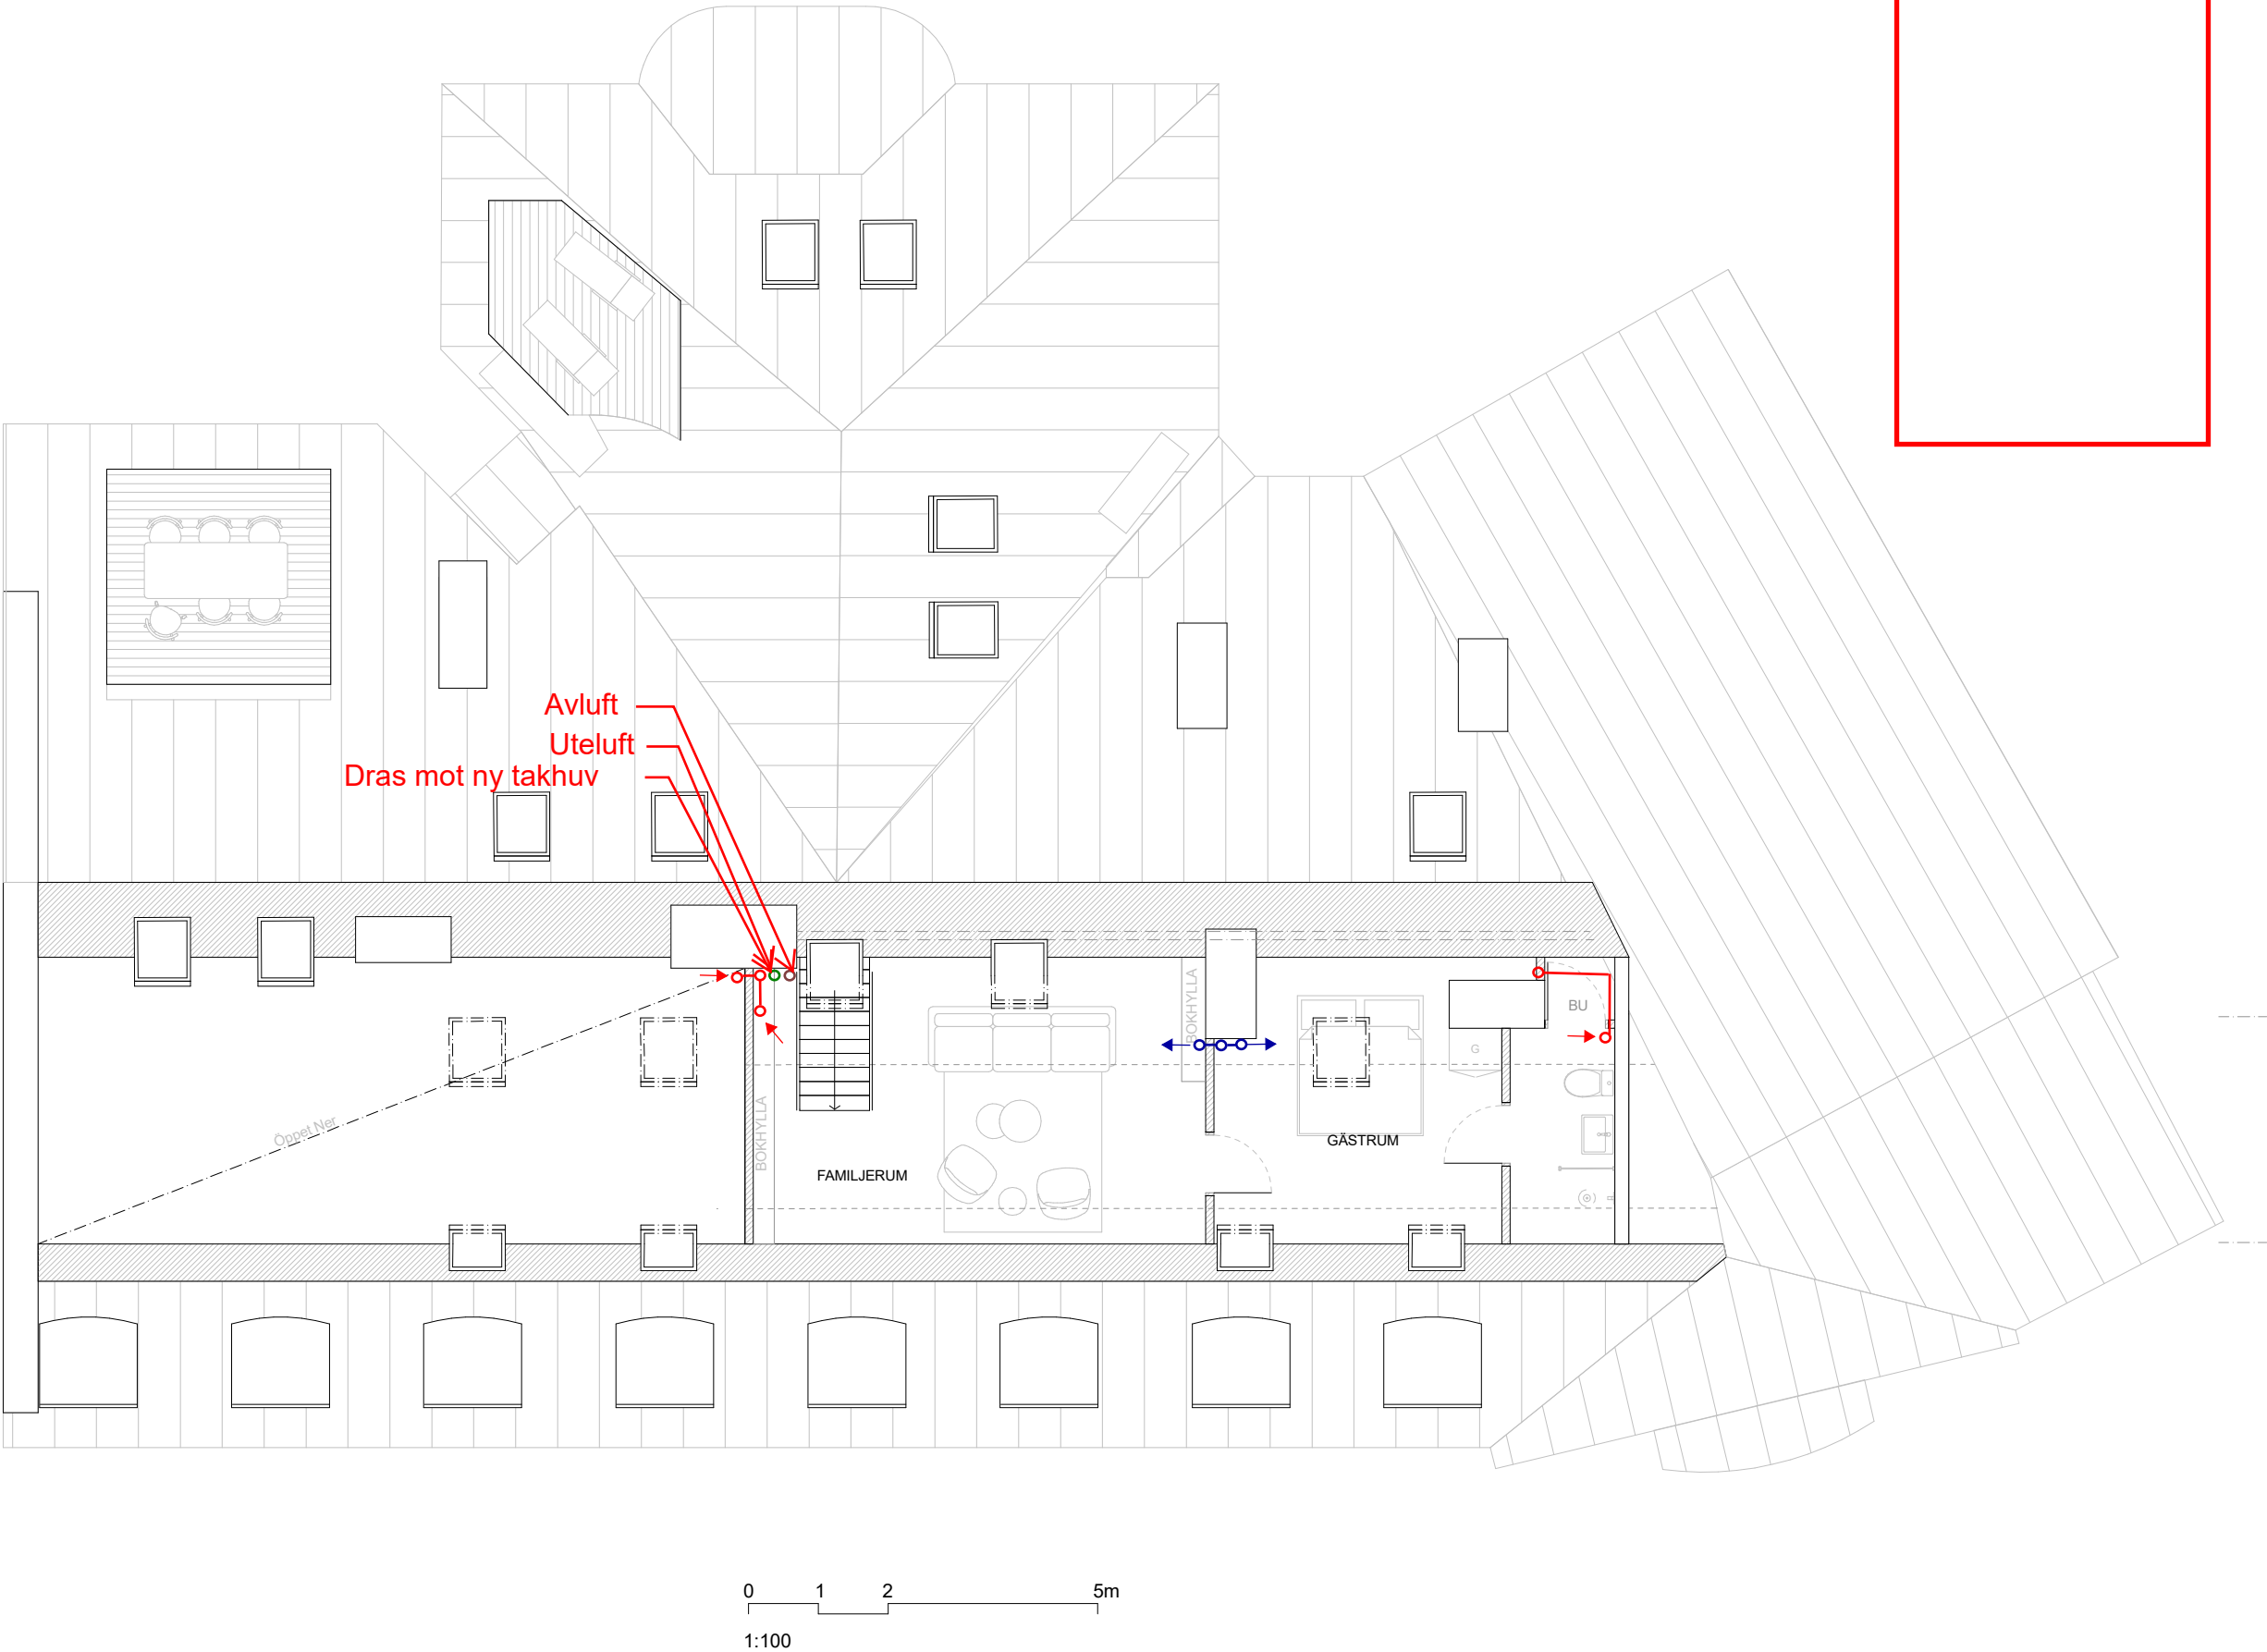 Avluft
Uteluft
Dras mot ny takhuv
BOKHYLLA
BU
G
Öppet Ner
BOKHYLLA
GÄSTRUM
FAMILJERUM
0 1 2 5m
1:100